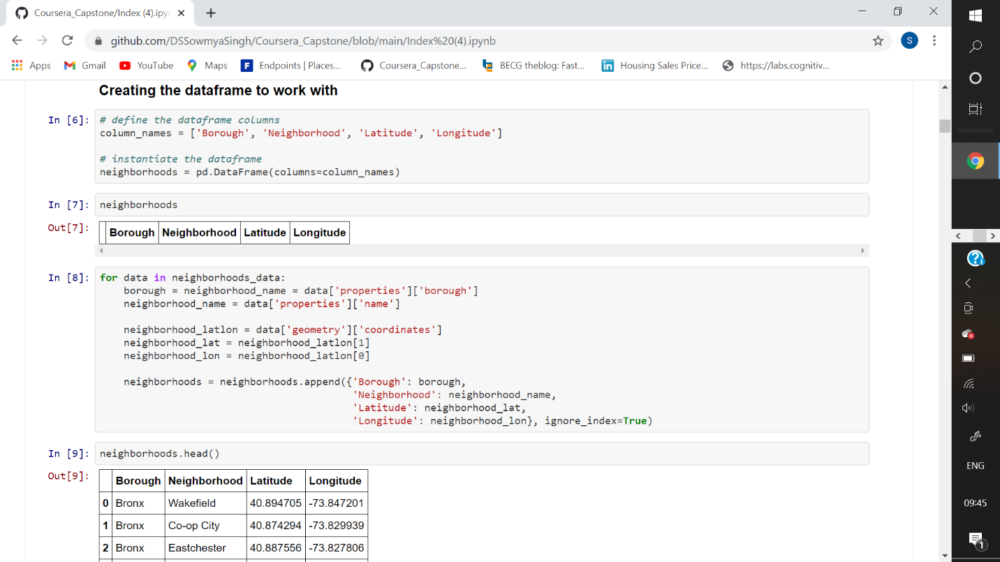 Coursera_Capstone/Index (4).ipyn
github.com/DSSowmyaSingh/Coursera_Capstone/blob/main/Index%20(4).ipynb
S
Apps Gmail YouTube Maps F Endpoints | Places... Coursera_Capstone... BECG theblog: Fast... in Housing Sales Price... https://labs.cognitiv...
Creating the dataframe to work with
In [6]: # define the dataframe columns
column_names = ['Borough', 'Neighborhood', 'Latitude', 'Longitude']
# instantiate the dataframe
neighborhoods = pd.DataFrame(columns=column_names)
In [7]: neighborhoods
Out[7]: Borough Neighborhood Latitude Longitude
In [8]: for data in neighborhoods_data:
    borough = neighborhood_name = data['properties']['borough']
    neighborhood_name = data['properties']['name']
    neighborhood_latlon = data['geometry']['coordinates']
    neighborhood_lat = neighborhood_latlon[1]
    neighborhood_lon = neighborhood_latlon[0]
    neighborhoods = neighborhoods.append({'Borough': borough,
                                          'Neighborhood': neighborhood_name,
                                          'Latitude': neighborhood_lat,
                                          'Longitude': neighborhood_lon}, ignore_index=True)
In [9]: neighborhoods.head()
Out[9]: Borough Neighborhood Latitude Longitude
0 Bronx Wakefield 40.894705 -73.847201
1 Bronx Co-op City 40.874294 -73.829939
2 Bronx Eastchester 40.887556 -73.827806
ENG
09:45
1